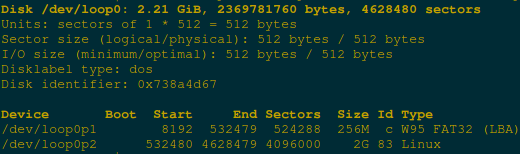 Disk /dev/loop0: 2.21 GiB, 2369781760 bytes, 4628480 sectors
Units: sectors of 1 * 512 = 512 bytes
Sector size (logical/physical): 512 bytes / 512 bytes
I/O size (minimum/optimal): 512 bytes / 512 bytes
Disklabel type: dos
Disk identifier: 0x738a4d67
Device Boot Start End Sectors Size Id Type
/dev/loop0p1 8192 532479 524288 256M c W95 FAT32 (LBA)
/dev/loop0p2 532480 4628479 4096000 2G 83 Linux